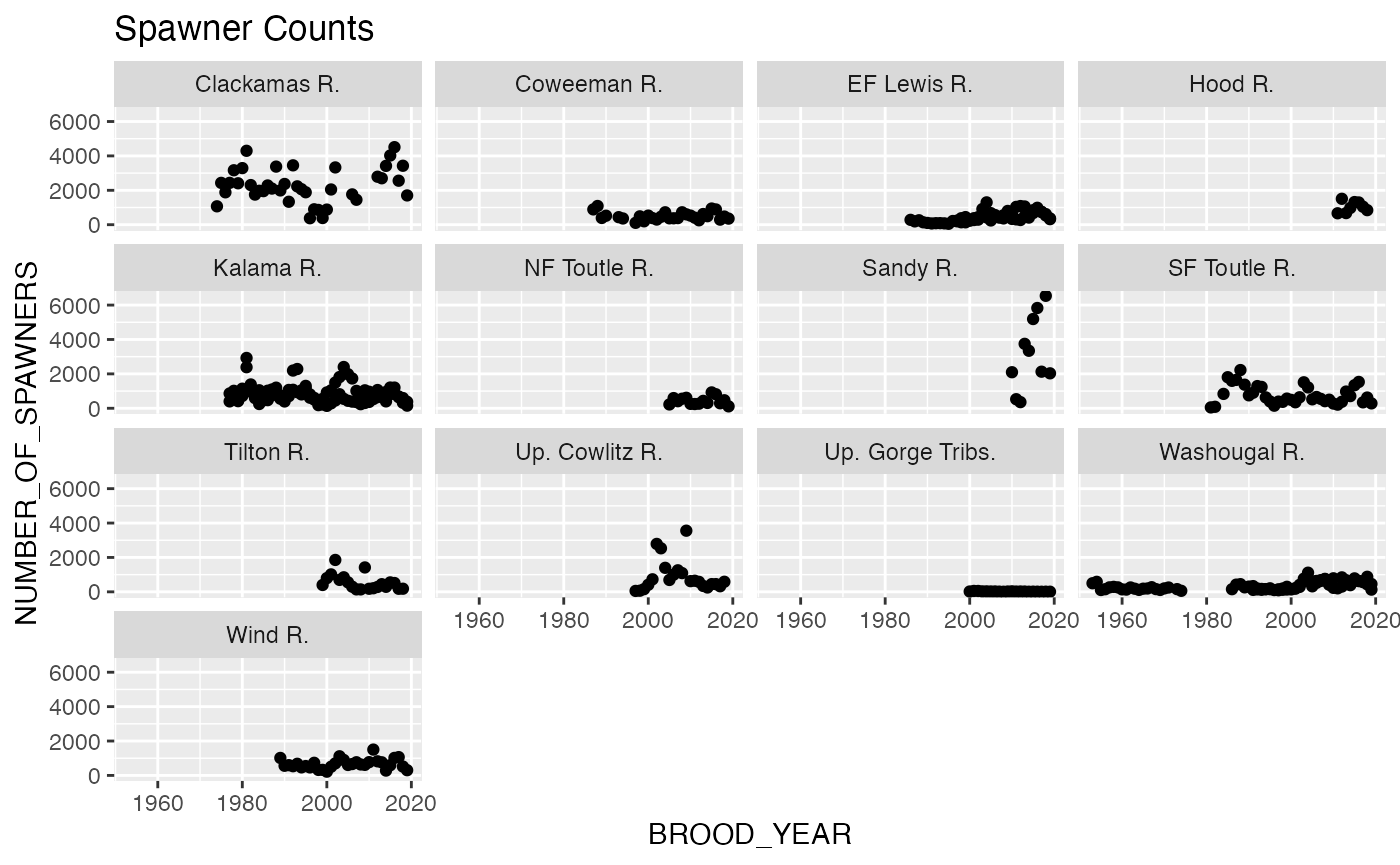 Spawner Counts
Clackamas R. Coweeman R. EF Lewis R. Hood R.
6000
4000
2000
0
Kalama R. NF Toutle R. Sandy R. SF Toutle R.
6000
4000
2000
0
NUMBER_OF_SPAWNERS
Tilton R. Up. Cowlitz R. Up. Gorge Tribs. Washougal R.
6000
4000
2000
0
1960 1980 2000 2020 1960 1980 2000 2020 1960 1980 2000 2020
Wind R.
6000
4000
2000
0
1960 1980 2000 2020
BROOD_YEAR